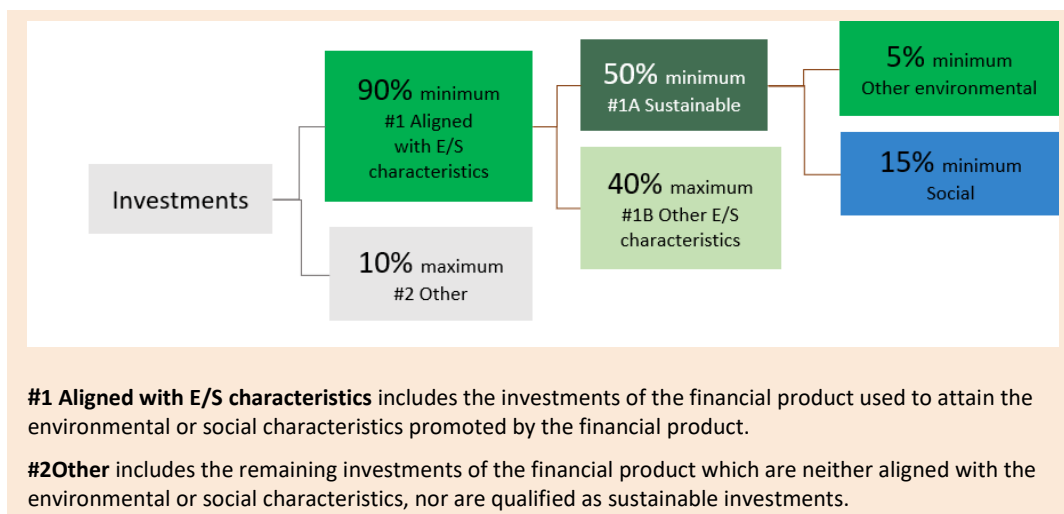 Investments
90% minimum
#1 Aligned
with E/S
characteristics
10% maximum
#2 Other
50% minimum
#1A Sustainable
40% maximum
#1B Other E/S
characteristics
5% minimum
Other environmental
15% minimum
Social
#1 Aligned with E/S characteristics includes the investments of the financial product used to attain the
environmental or social characteristics promoted by the financial product.
#2Other includes the remaining investments of the financial product which are neither aligned with the
environmental or social characteristics, nor are qualified as sustainable investments.